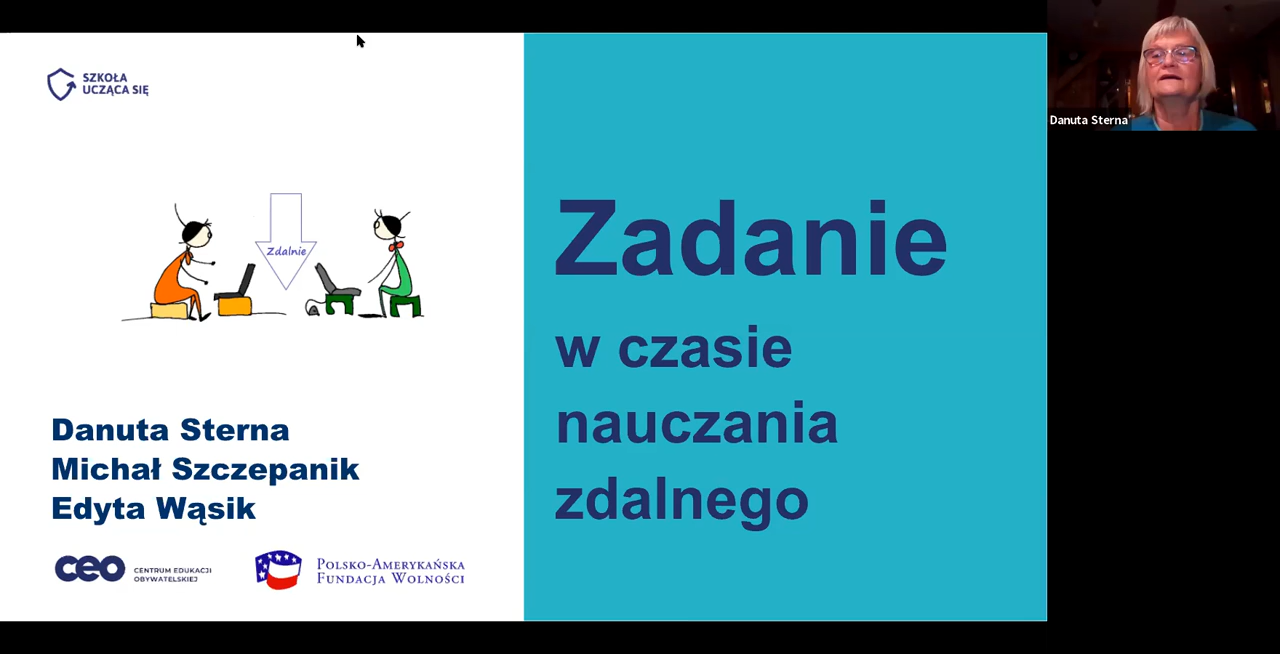 SZKOŁA
UCZĄCA SIĘ
Zdalnie
Danuta Sterna
Michał Szczepanik
Edyta Wąsik
CEO CENTRUM EDUKACJI
OBYWATELSKIEJ
POLSKO-AMERYKAŃSKA
FUNDACJA WOLNOŚCI
Zadanie
w czasie
nauczania
zdalnego
Danuta Sterna